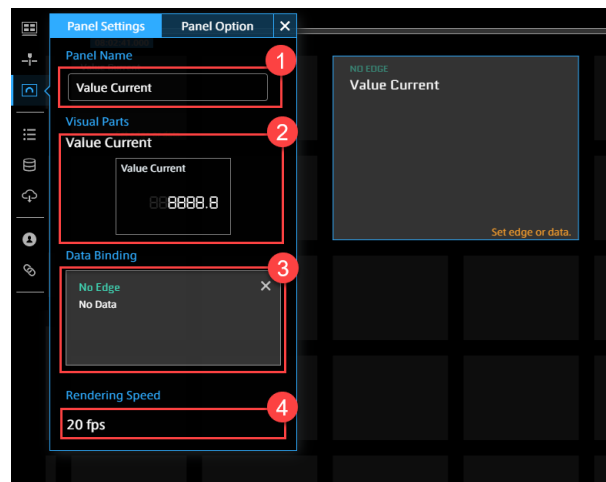 Panel Settings
Panel Option
Panel Name
1
Value Current
Visual Parts
2
Value Current
Value Current
8888.8
Data Binding
3
No Edge
No Data
Rendering Speed
4
20 fps
NO EDGE
Value Current
Set edge or data.